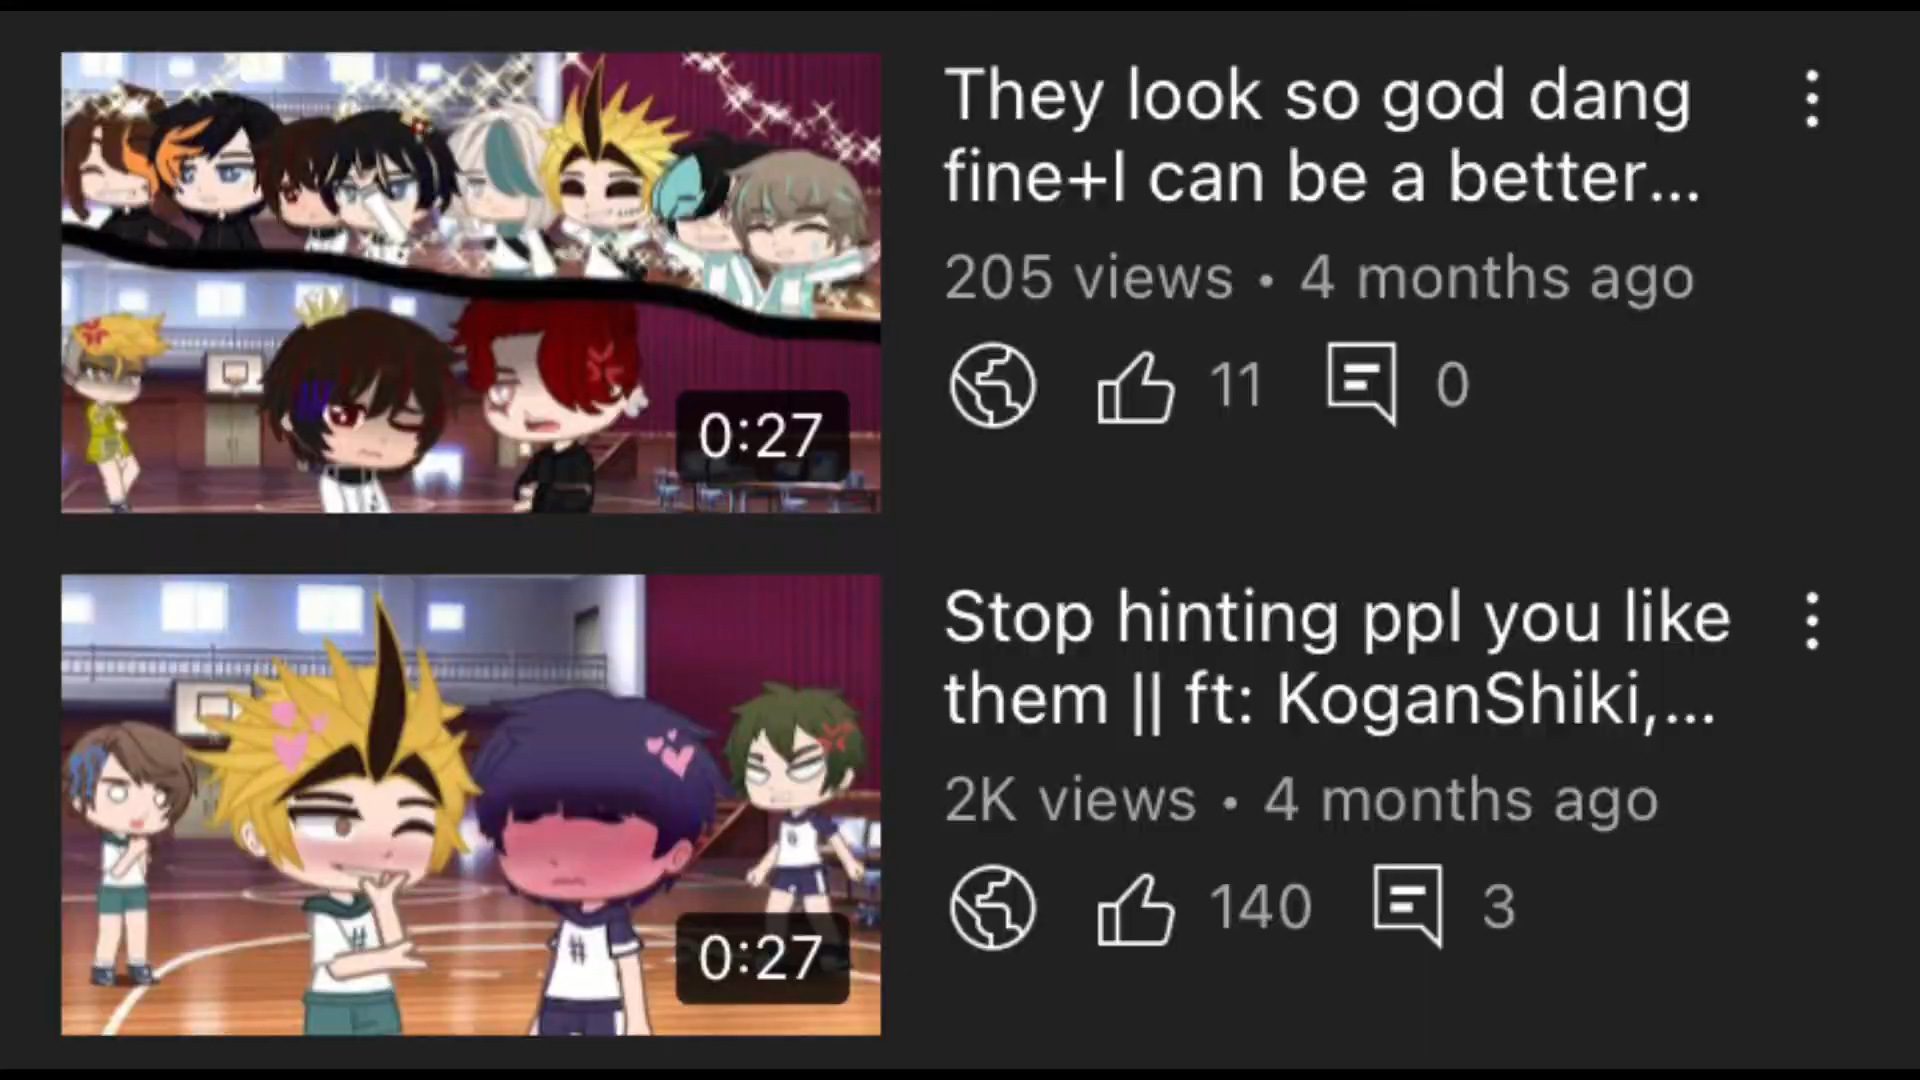 They look so god dang
fine+I can be a better...
205 views • 4 months ago
11 0
0:27
Stop hinting ppl you like
them || ft: KoganShiki,...
2K views • 4 months ago
140 3
0:27
#
#
#